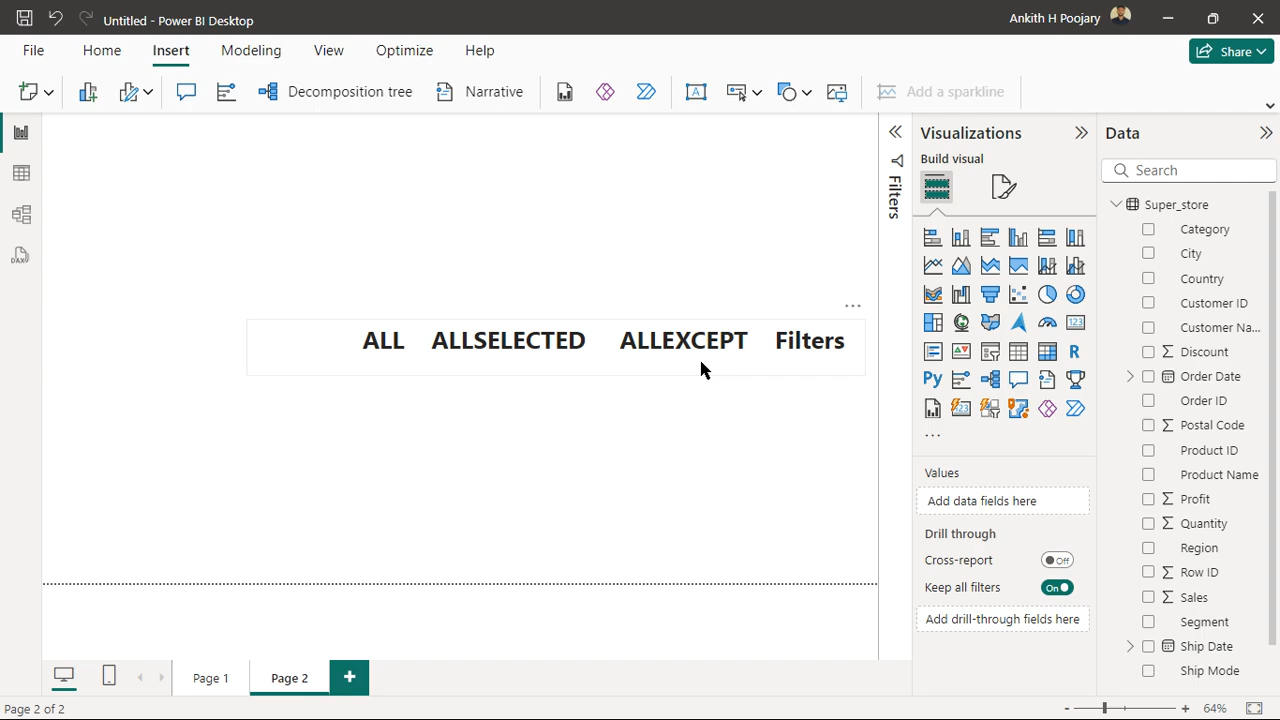 Untitled - Power BI Desktop
Ankith H Poojary
File Home Insert Modeling View Optimize Help
Share
Decomposition tree
Narrative
Add a sparkline
ALL ALLSELECTED ALLEXCEPT Filters
Filters
Visualizations
Build visual
R
Py
123
Values
Add data fields here
Drill through
Cross-report
Off
Keep all filters
On
Add drill-through fields here
Data
Search
Super_store
Category
City
Country
Customer ID
Customer Na...
Discount
Order Date
Order ID
Postal Code
Product ID
Product Name
Profit
Quantity
Region
Row ID
Sales
Segment
Ship Date
Ship Mode
DAX
Page 1
Page 2
Page 2 of 2
64%